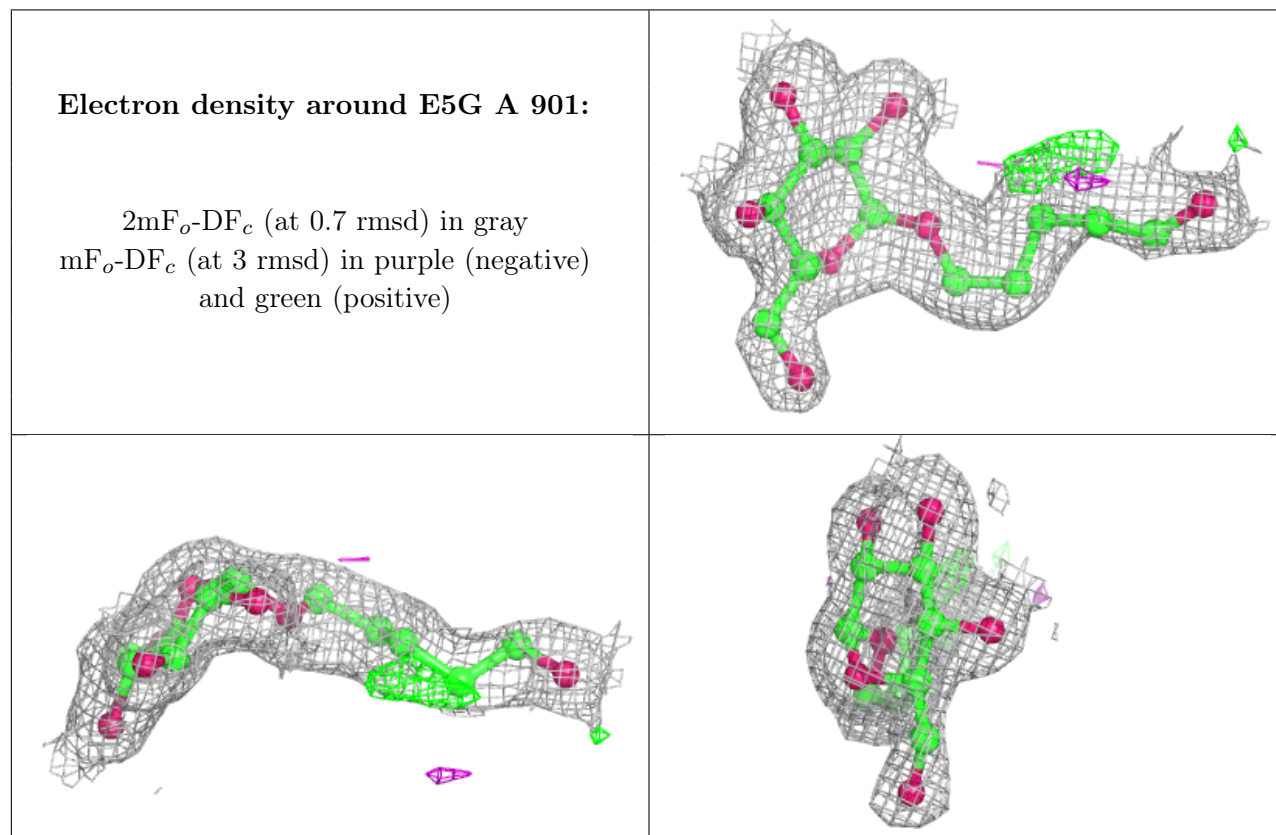 Electron density around E5G A 901:
2mFo-DFc (at 0.7 rmsd) in gray
mFo-DFc (at 3 rmsd) in purple (negative)
and green (positive)